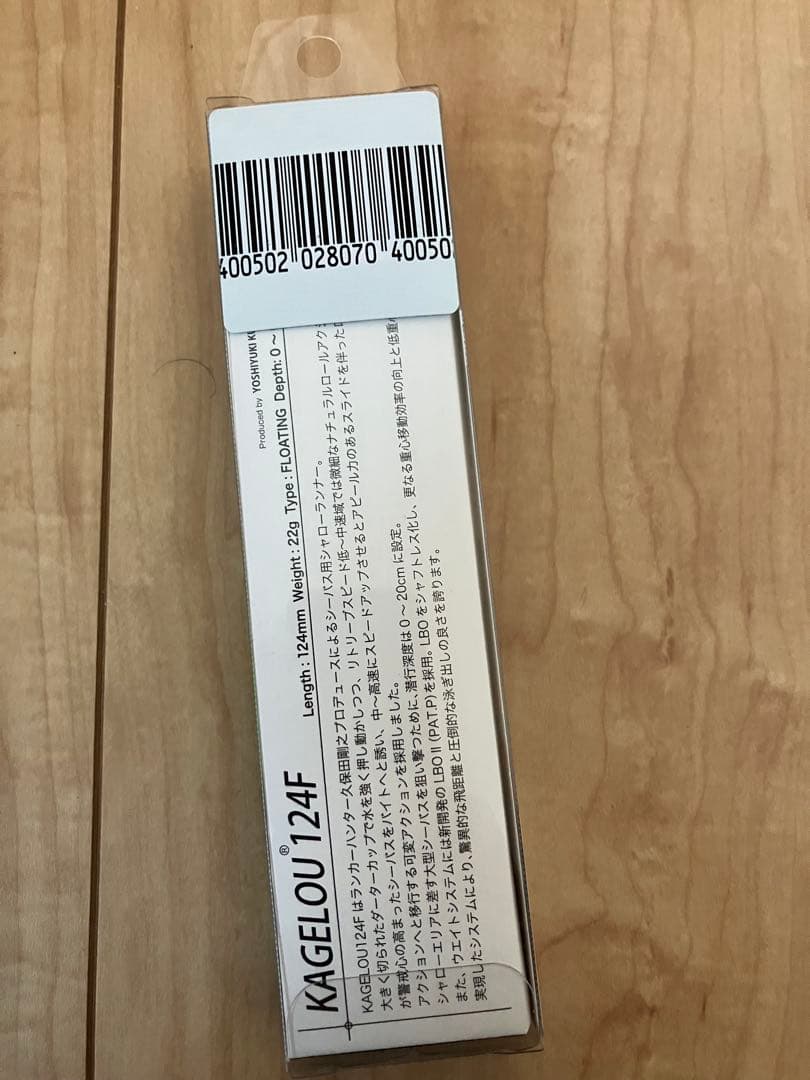 400502 028070 40050
Produced by YOSHIYUKI
KAGELOU® 124F
Length : 124mm Weight : 22g Type : FLOATING Depth: 0 ~
KAGELOU124F はランカーハンター久保田剛之プロデュースによるシーバス用シャローランナー。
大きく切られたダーターカップで水を強く押し動かしつつ、リトリーブスピード低〜中速域では微細なナチュラルロールアク
が警戒心の高まったシーバスをバイトへと誘い、中〜高速にスピードアップさせるとアピール力のあるスライドを伴った
アクションへと移行する可変アクションを採用しました。
シャローエリアに差す大型シーバスを狙い撃つために、潜行深度は0 〜 20cmに設定。
また、ウエイトシステムには新開発の LBO II (PAT.P)を採用。LBO をシャフトレス化し、更なる重心移動効率の向上と低重
実現したシステムにより、驚異的な飛距離と圧倒的な泳ぎ出しの良さを誇ります。